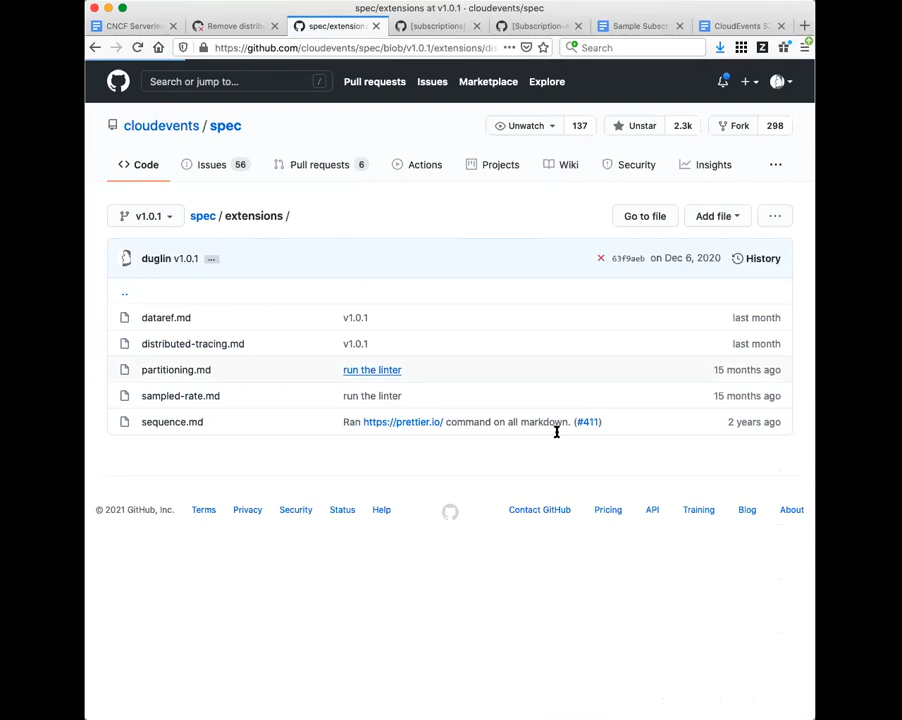 spec/extensions at v1.0.1 · cloudevents/spec
CNCF Serverle
Remove distrib
spec/extension
[subscriptions]
[Subscription-
Sample Subscr
CloudEvents S
https://github.com/cloudevents/spec/blob/v1.0.1/extensions/dis
Search
Search or jump to...
/
Pull requests
Issues
Marketplace
Explore
cloudevents / spec
Unwatch
137
Unstar
2.3k
Fork
298
Code
Issues 56
Pull requests 6
Actions
Projects
Wiki
Security
Insights
v1.0.1
spec / extensions /
Go to file
Add file
duglin v1.0.1
63f9aeb on Dec 6, 2020
History
..
dataref.md v1.0.1 last month
distributed-tracing.md v1.0.1 last month
partitioning.md run the linter 15 months ago
sampled-rate.md run the linter 15 months ago
sequence.md Ran https://prettier.io/ command on all markdown. (#411) 2 years ago
© 2021 GitHub, Inc.
Terms
Privacy
Security
Status
Help
Contact GitHub
Pricing
API
Training
Blog
About